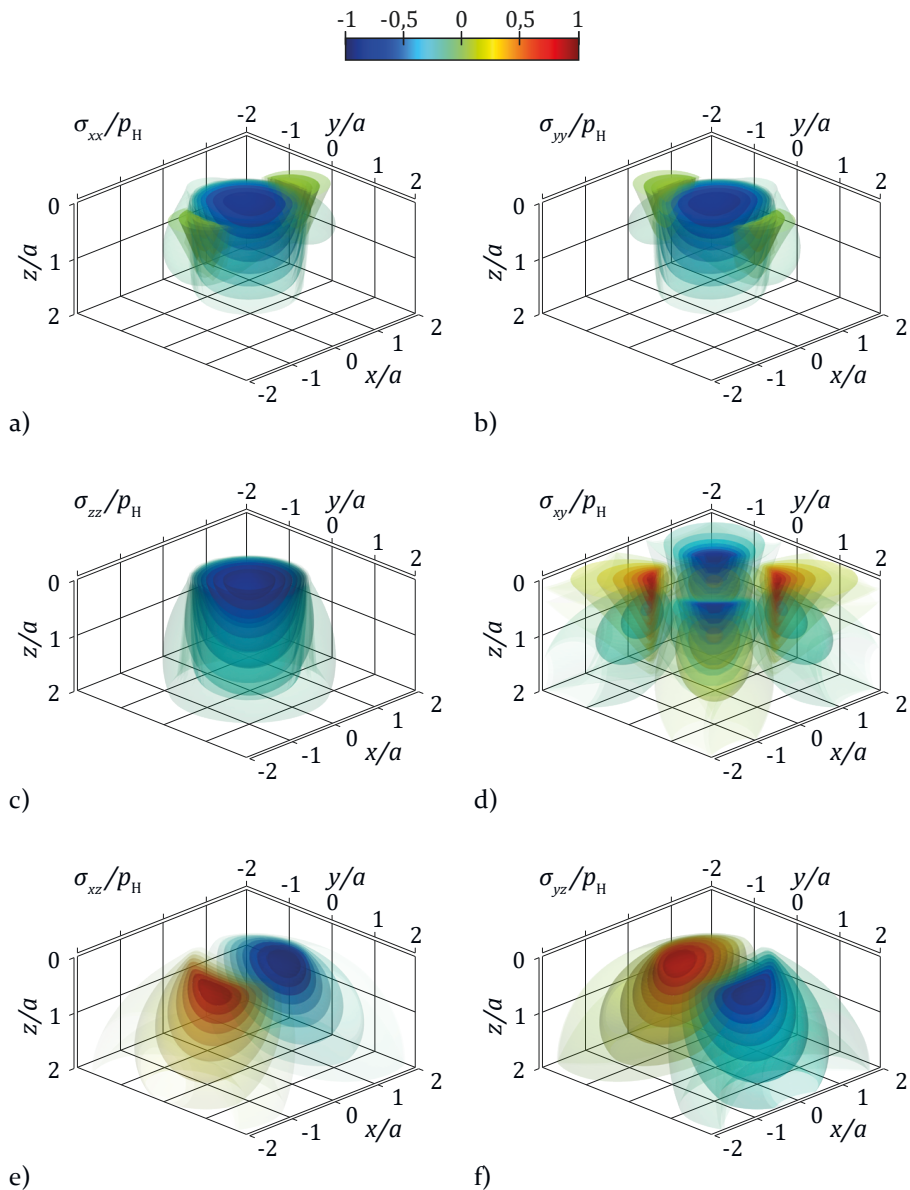 -1 -0,5 0 0,5 1
σxx/pH -2 -1 y/a 0 1 2
0
z/a 1
2
2 1 0 x/a -1 -2
a)
σyy/pH -2 -1 y/a 0 1 2
0
z/a 1
2
2 1 0 x/a -1 -2
b)
σzz/pH -2 -1 y/a 0 1 2
0
z/a 1
2
2 1 0 x/a -1 -2
c)
σxy/pH -2 -1 y/a 0 1 2
0
z/a 1
2
2 1 0 x/a -1 -2
d)
σxz/pH -2 -1 y/a 0 1 2
0
z/a 1
2
2 1 0 x/a -1 -2
e)
σyz/pH -2 -1 y/a 0 1 2
0
z/a 1
2
2 1 0 x/a -1 -2
f)